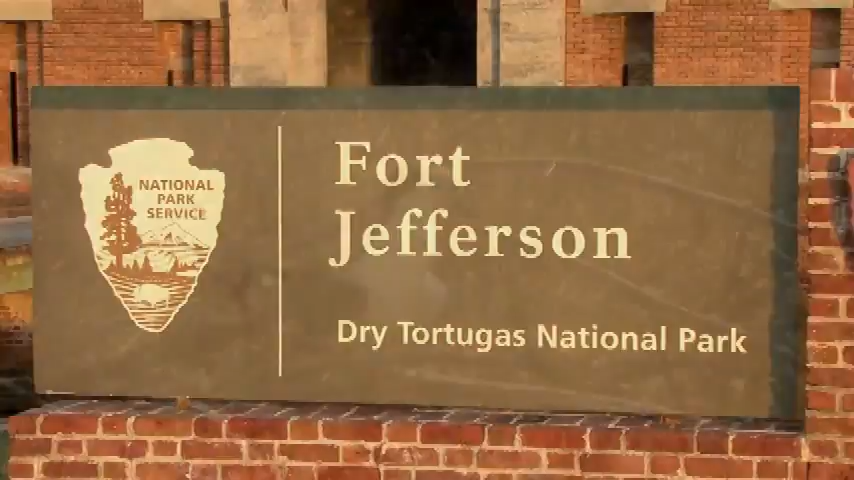 NATIONAL
PARK
SERVICE
Fort
Jefferson
Dry Tortugas National Park